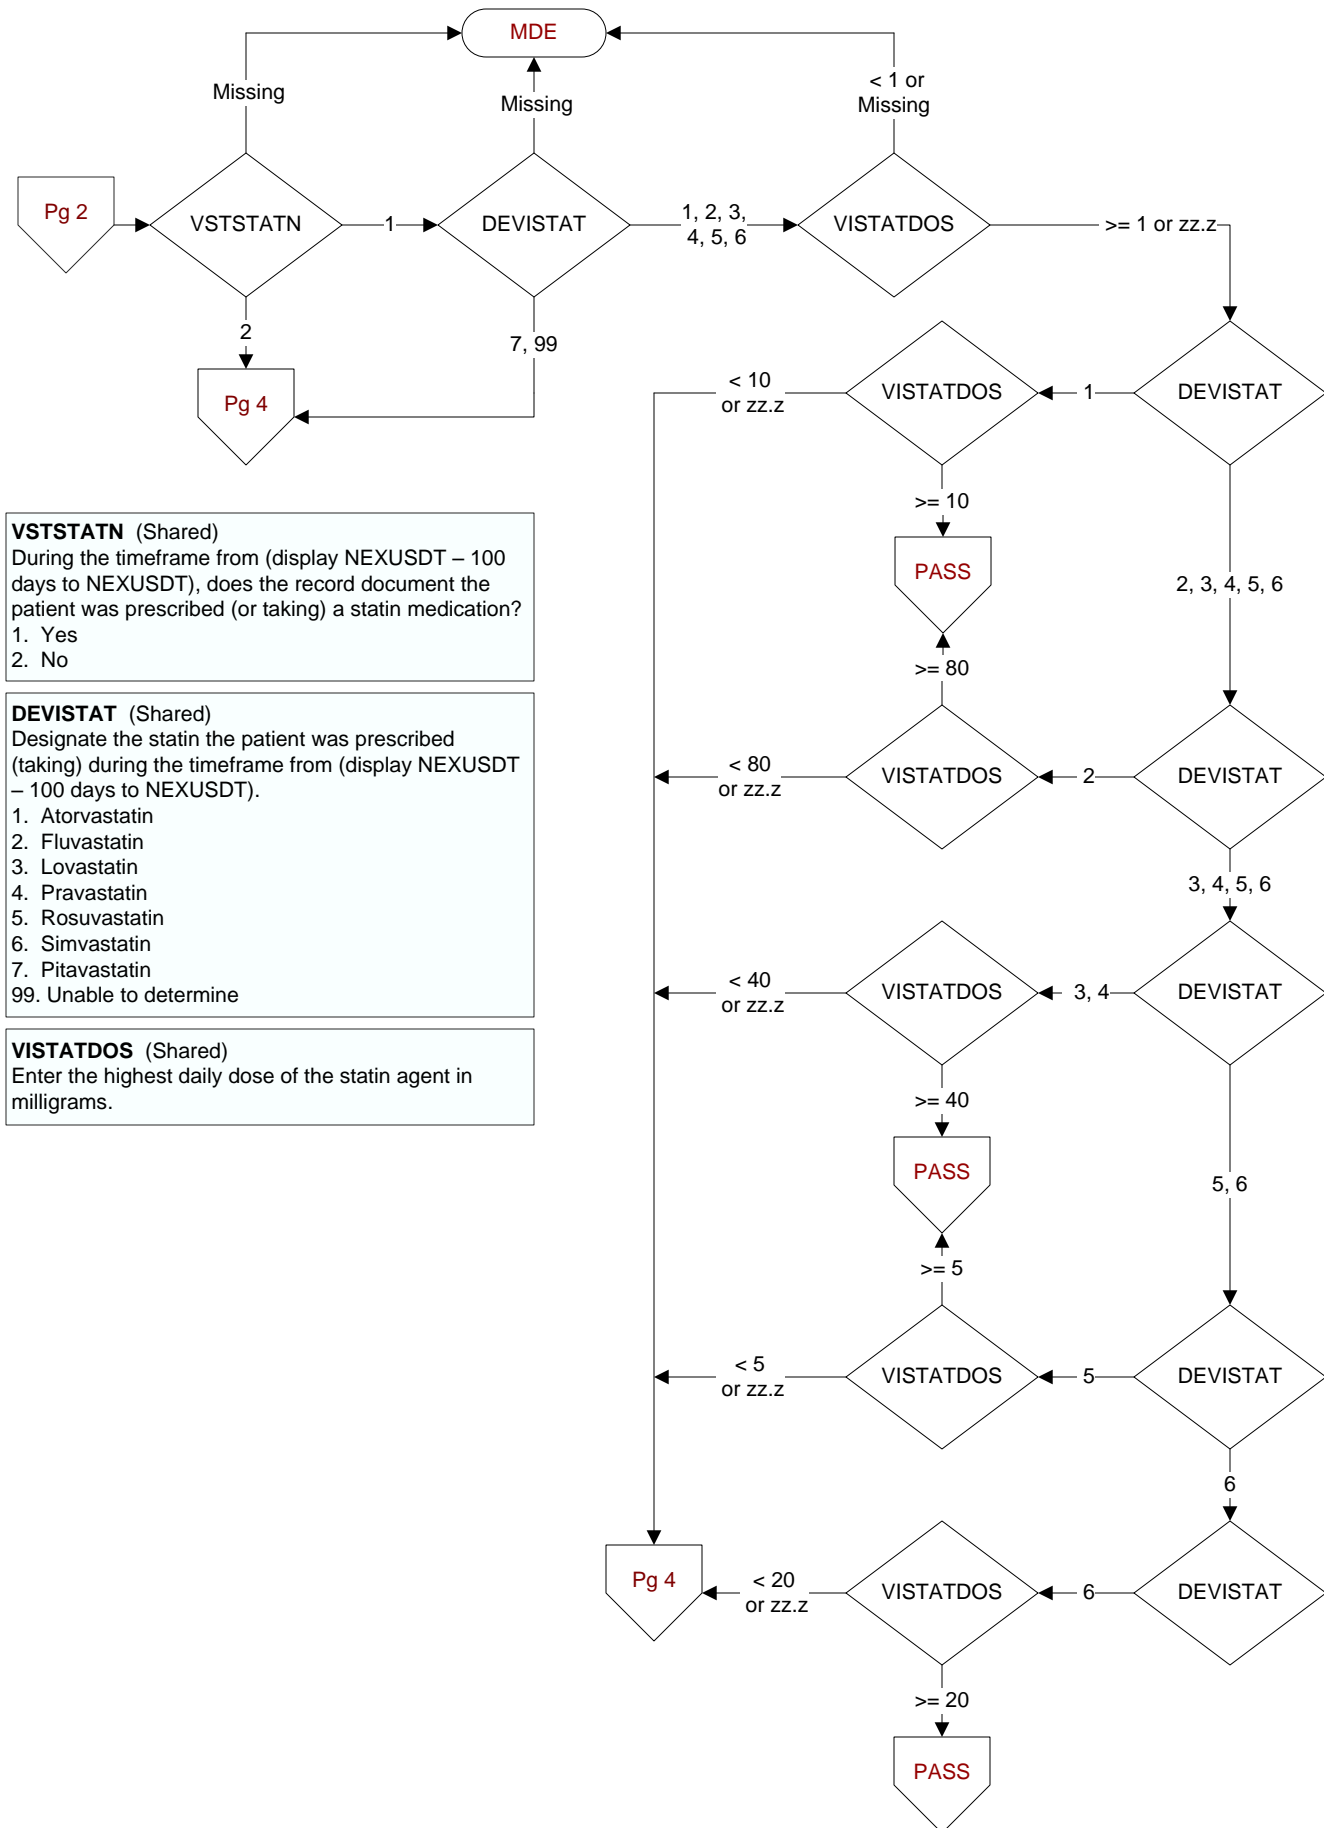 MDE
Missing
Missing
< 1 or
Missing
Pg 2
VSTSTATN
1
DEVISTAT
1, 2, 3,
4, 5, 6
VISTATDOS
>= 1 or zz.z
2
7, 99
Pg 4
< 10
or zz.z
VISTATDOS
1
DEVISTAT
>= 10
PASS
2, 3, 4, 5, 6
>= 80
< 80
or zz.z
VISTATDOS
2
DEVISTAT
3, 4, 5, 6
< 40
or zz.z
VISTATDOS
3, 4
DEVISTAT
>= 40
PASS
5, 6
>= 5
< 5
or zz.z
VISTATDOS
5
DEVISTAT
6
Pg 4
< 20
or zz.z
VISTATDOS
6
DEVISTAT
>= 20
PASS
VSTSTATN (Shared)
During the timeframe from (display NEXUSDT – 100
days to NEXUSDT), does the record document the
patient was prescribed (or taking) a statin medication?
1. Yes
2. No
DEVISTAT (Shared)
Designate the statin the patient was prescribed
(taking) during the timeframe from (display NEXUSDT
– 100 days to NEXUSDT).
1. Atorvastatin
2. Fluvastatin
3. Lovastatin
4. Pravastatin
5. Rosuvastatin
6. Simvastatin
7. Pitavastatin
99. Unable to determine
VISTATDOS (Shared)
Enter the highest daily dose of the statin agent in
milligrams.